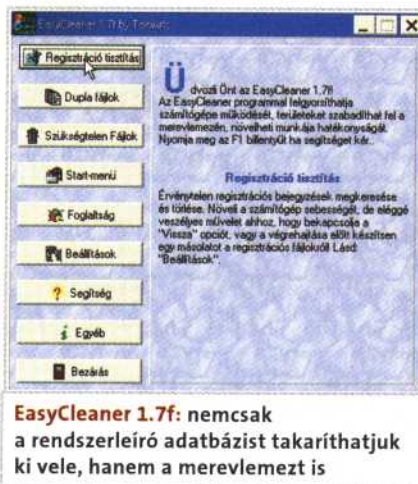 EasyCleaner 1.7f by ToniArts
Regisztráció tisztítás
Dupla fájlok
Szükségtelen Fájlok
Start-menü
Foglaltság
Beállítások
Segítség
Egyéb
Bezárás
Üdvözli Önt az EasyCleaner 1.7f!
Az EasyCleaner programmal felgyorsíthatja
számítógépe működését, területeket szabadíthat fel a
merevlemezén, növelheti munkája hatékonyságát.
Nyomja meg az F1 billentyűt ha segítséget kér.
Regisztráció tisztítás
Érvénytelen regisztrációs bejegyzések megkeresése
és törlése. Növeli a számítógép sebességét, de eléggé
veszélyes művelet ahhoz, hogy bekapcsolja a
"Vissza" opciót, vagy a végrehajtása előtt készítsen
egy másolatot a regisztrációs fájlokról! Lásd:
"Beállítások".
EasyCleaner 1.7f: nemcsak
a rendszerleíró adatbázist takaríthatjuk
ki vele, hanem a merevlemezt is